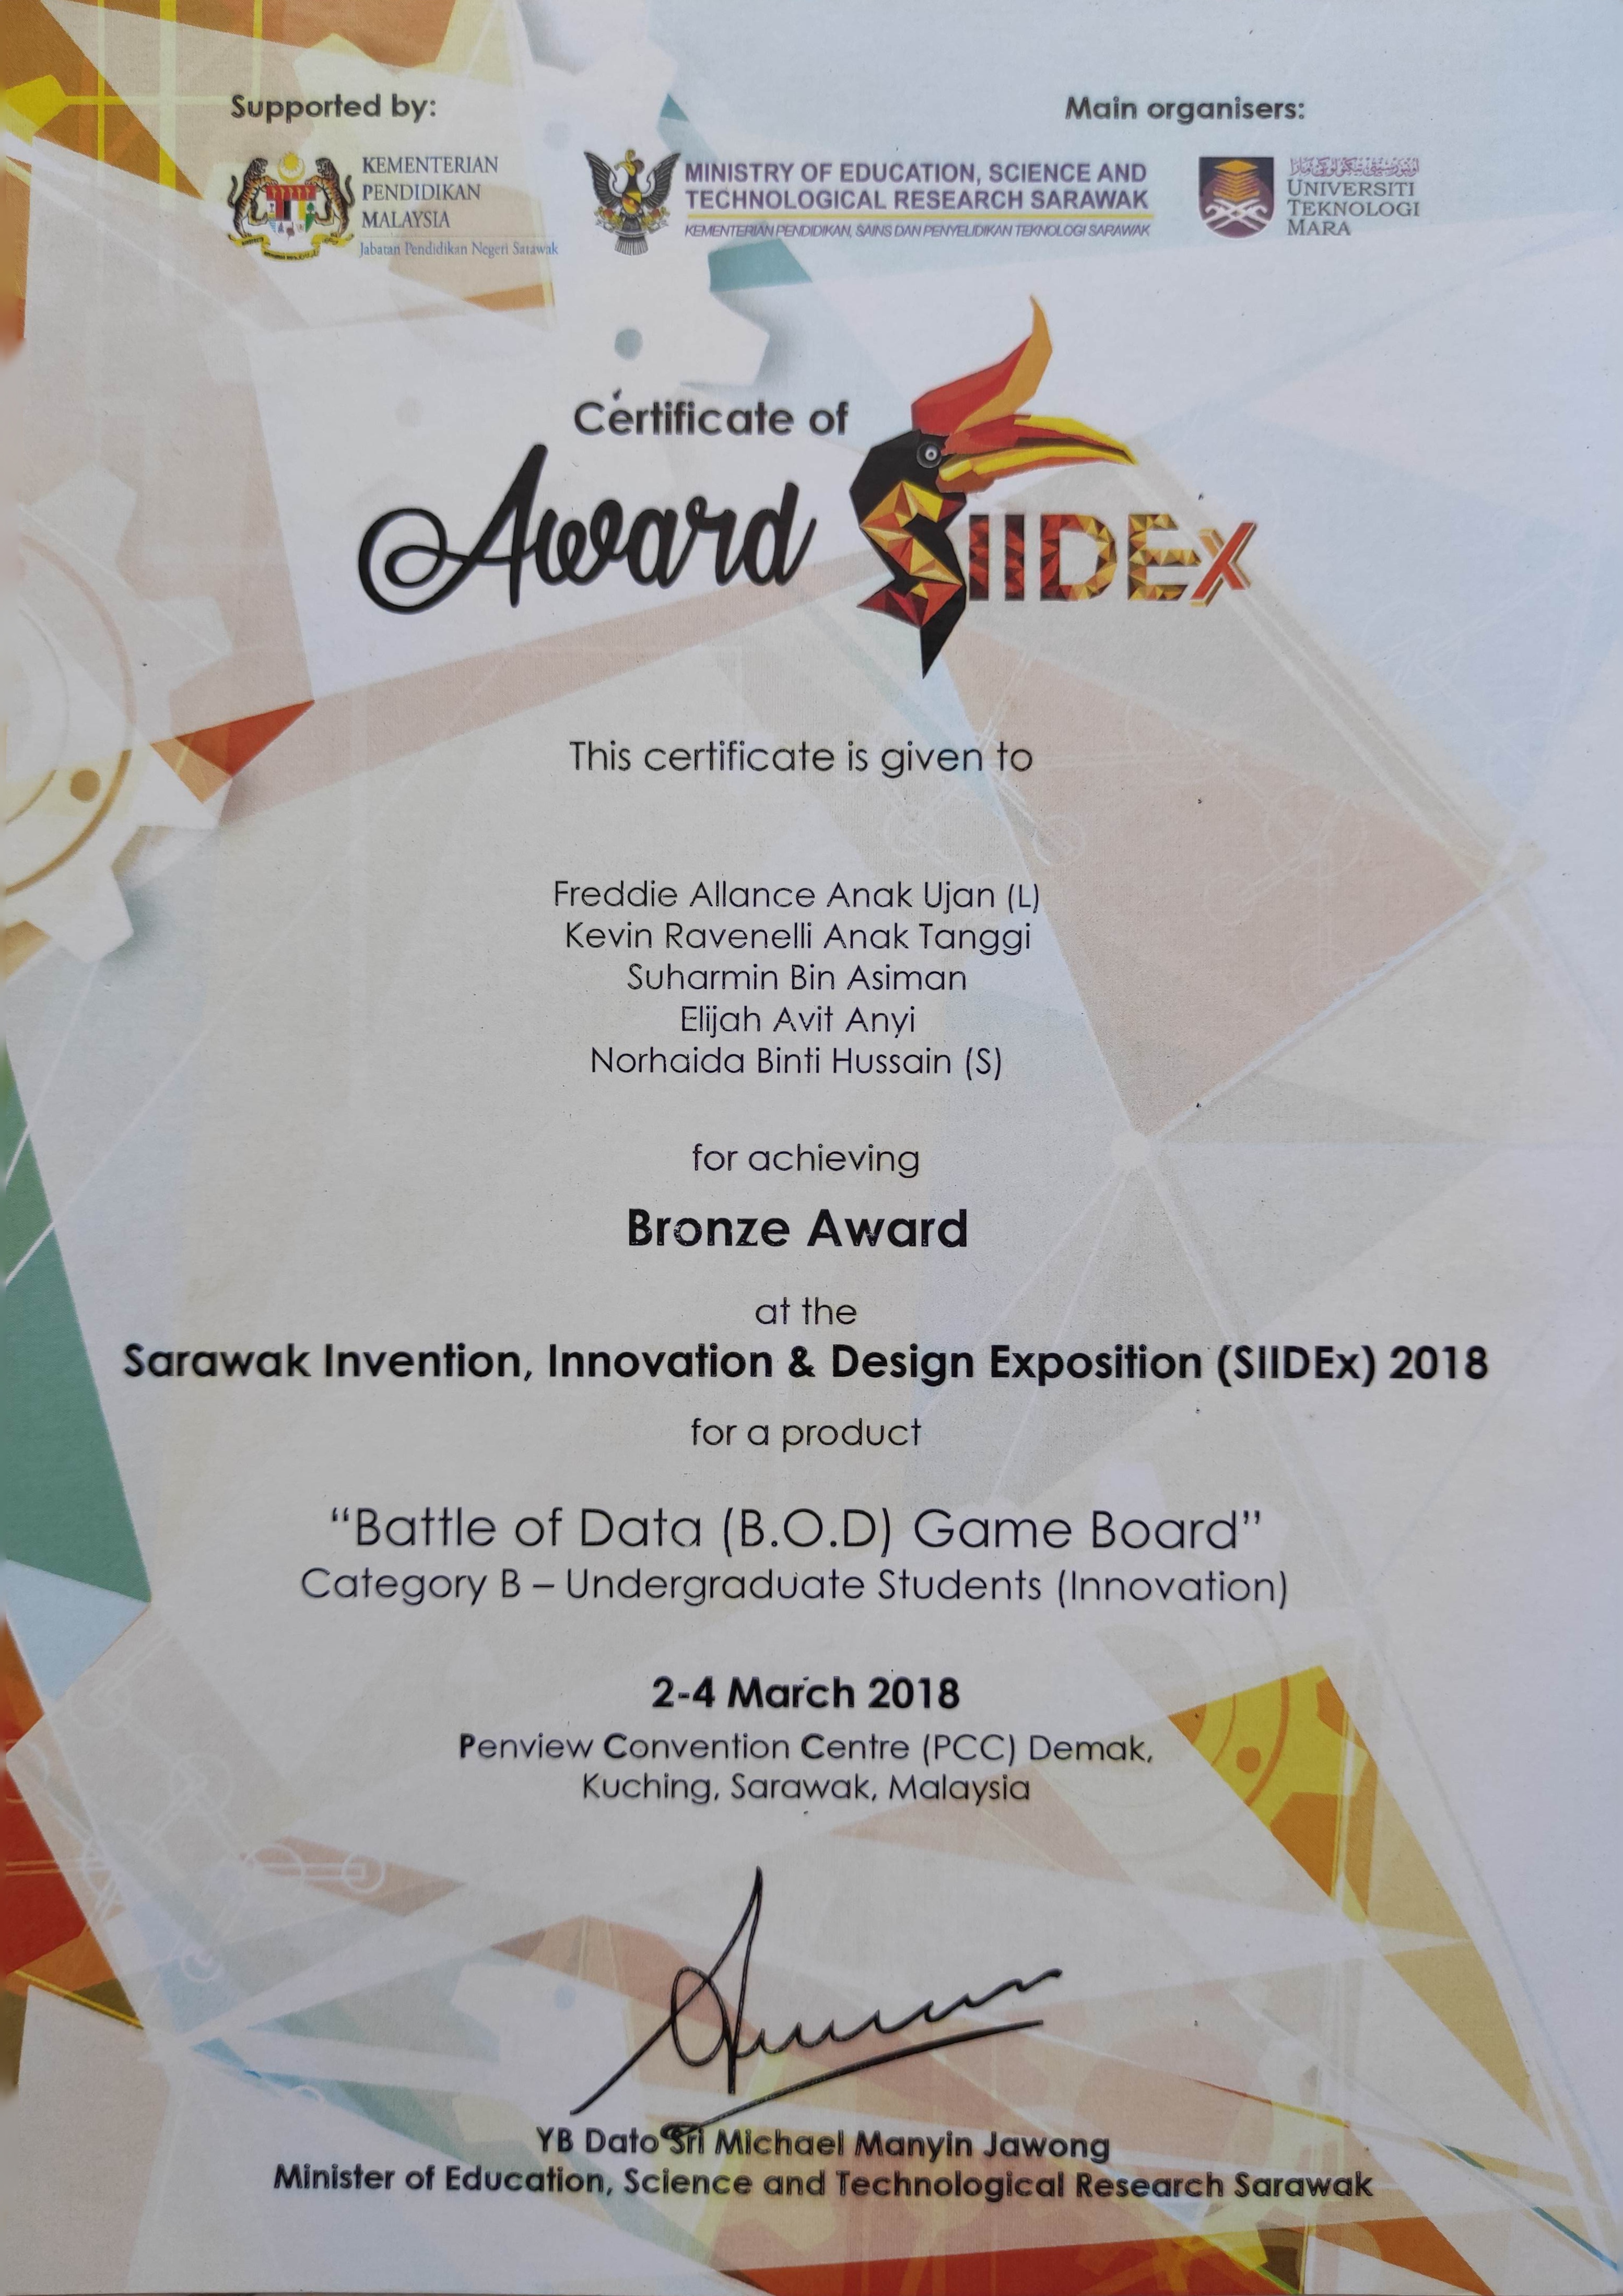 Supported by:
Main organisers:
KEMENTERIAN
PENDIDIKAN
MALAYSIA
Jabatan Pendidikan Negeri Sarawak
MINISTRY OF EDUCATION, SCIENCE AND
TECHNOLOGICAL RESEARCH SARAWAK
KEMENTERIAN PENDIDIKAN, SAINS DAN PENYELIDIKAN TEKNOLOGI SARAWAK
UNIVERSITI
TEKNOLOGI
MARA
Certificate of
Award SIIDEx
This certificate is given to
Freddie Allance Anak Ujan (L)
Kevin Ravenelli Anak Tanggi
Suharmin Bin Asiman
Elijah Avit Anyi
Norhaida Binti Hussain (S)
for achieving
Bronze Award
at the
Sarawak Invention, Innovation & Design Exposition (SIIDEx) 2018
for a product
“Battle of Data (B.O.D) Game Board”
Category B – Undergraduate Students (Innovation)
2-4 March 2018
Penview Convention Centre (PCC) Demak,
Kuching, Sarawak, Malaysia
YB Dato Sri Michael Manyin Jawong
Minister of Education, Science and Technological Research Sarawak